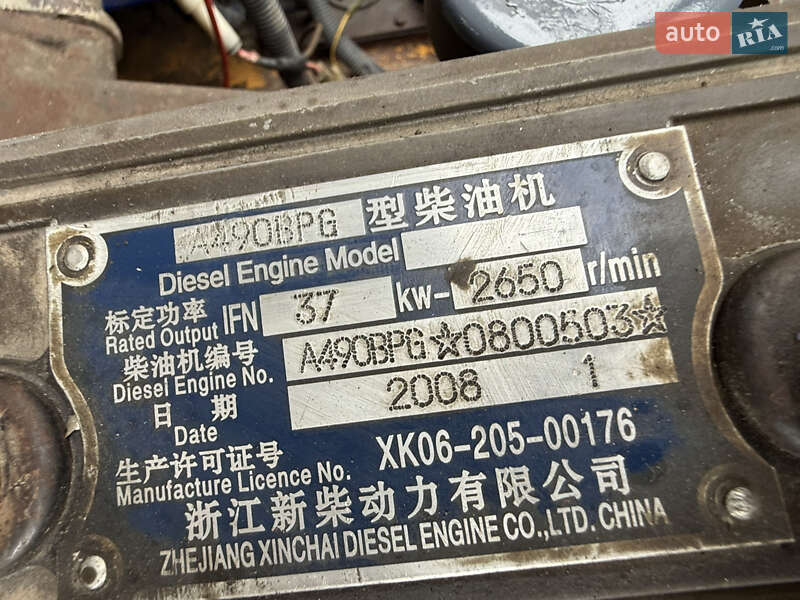 auto RIA .com
A490BPG 型柴油机
Diesel Engine Model
标定功率 IFN 37 kw- 2650 r/min
Rated Output
柴油机编号 A490BPG☆0800503☆
Diesel Engine No.
日期 2008 1
Date
生产许可证号 XK06-205-00176
Manufacture Licence No.
浙江新柴动力有限公司
ZHEJIANG XINCHAI DIESEL ENGINE CO.,LTD. CHINA